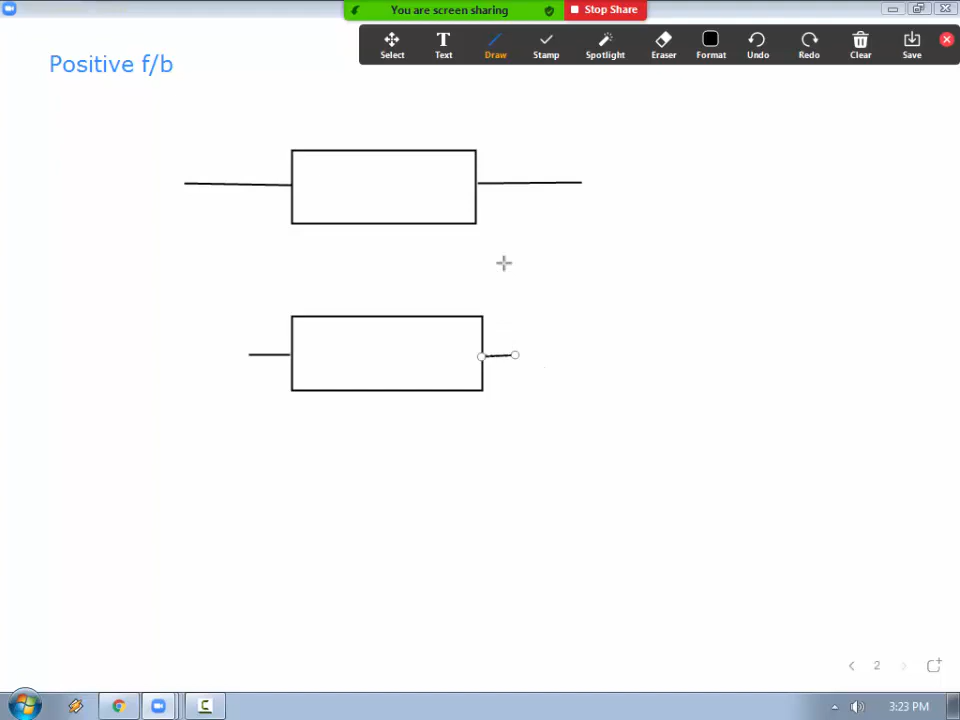 You are screen sharing
Stop Share
Select
Text
Draw
Stamp
Spotlight
Eraser
Format
Undo
Redo
Clear
Save
Positive f/b
2
3:23 PM